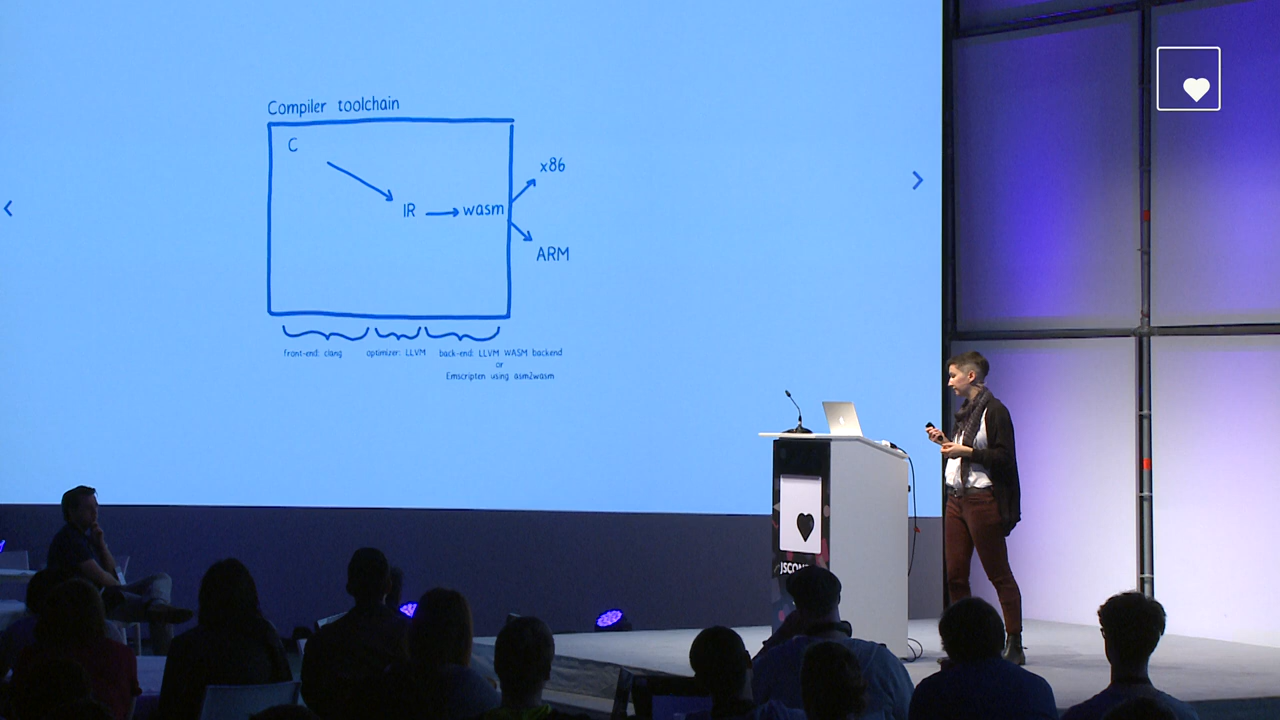 Compiler toolchain
C
x86
IR
wasm
ARM
front-end: clang
optimizer: LLVM
back-end: LLVM WASM backend
or
Emscripten using asm2wasm